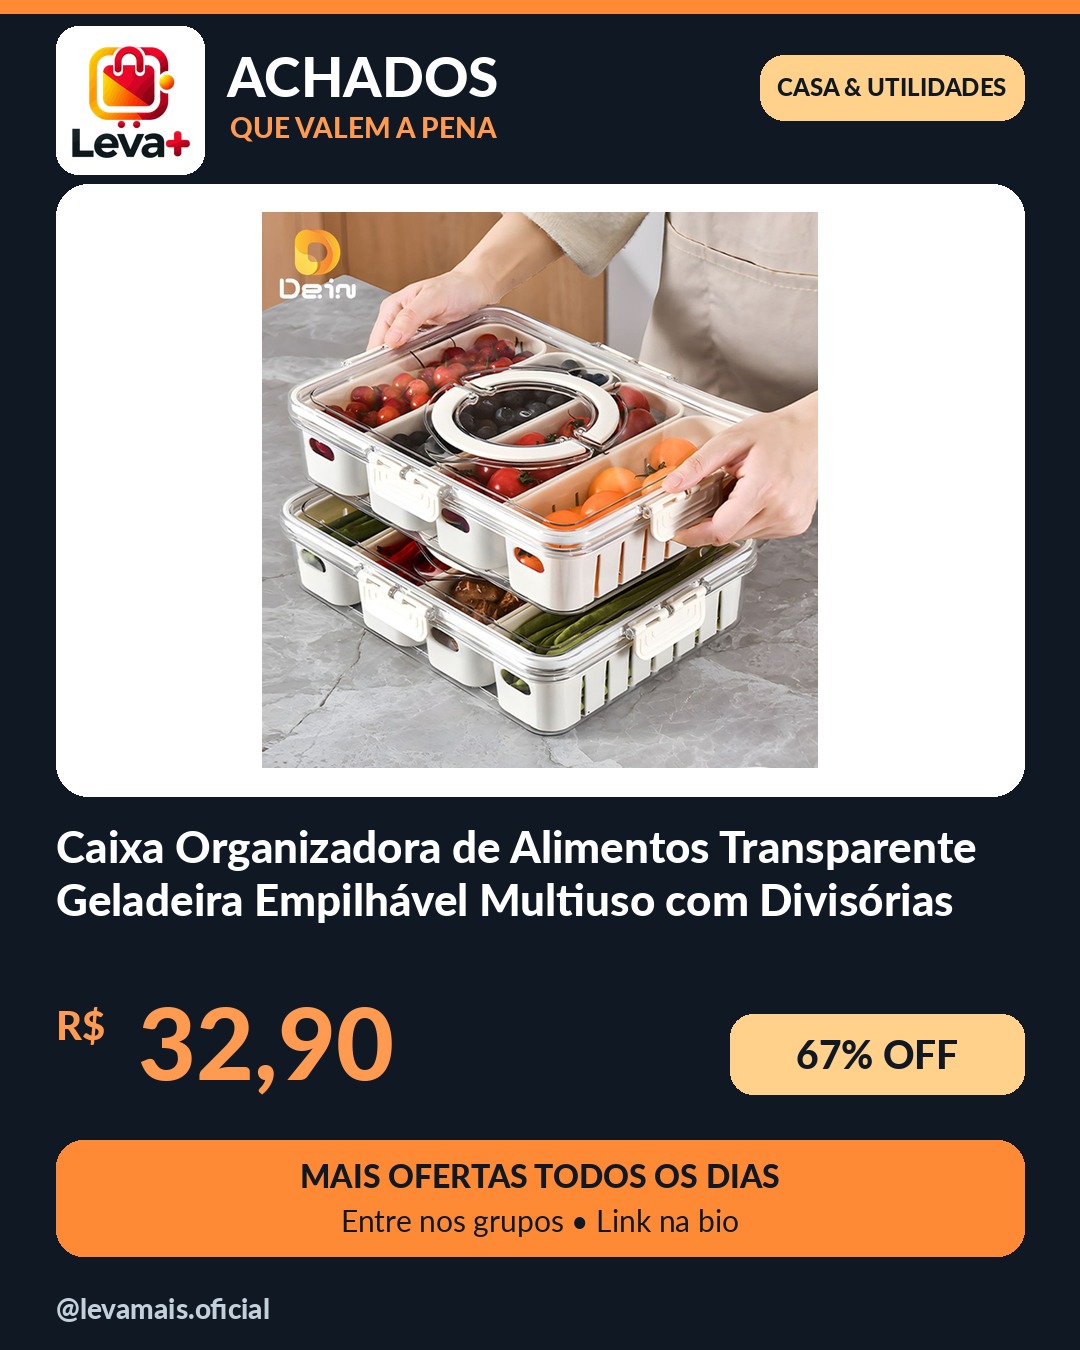 Leva+
ACHADOS
QUE VALEM A PENA
CASA & UTILIDADES
Dein
Caixa Organizadora de Alimentos Transparente
Geladeira Empilhável Multiuso com Divisórias
R$ 32,90
67% OFF
MAIS OFERTAS TODOS OS DIAS
Entre nos grupos • Link na bio
@levamais.oficial